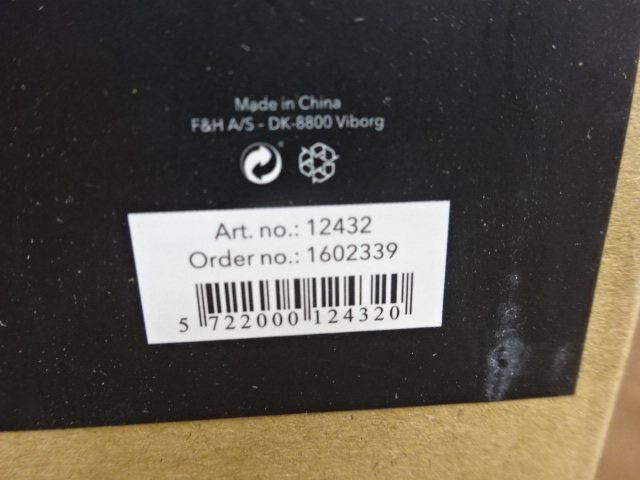 Made in China
F&H A/S - DK-8800 Viborg
Art. no.: 12432
Order no.: 1602339
5 722000 124320